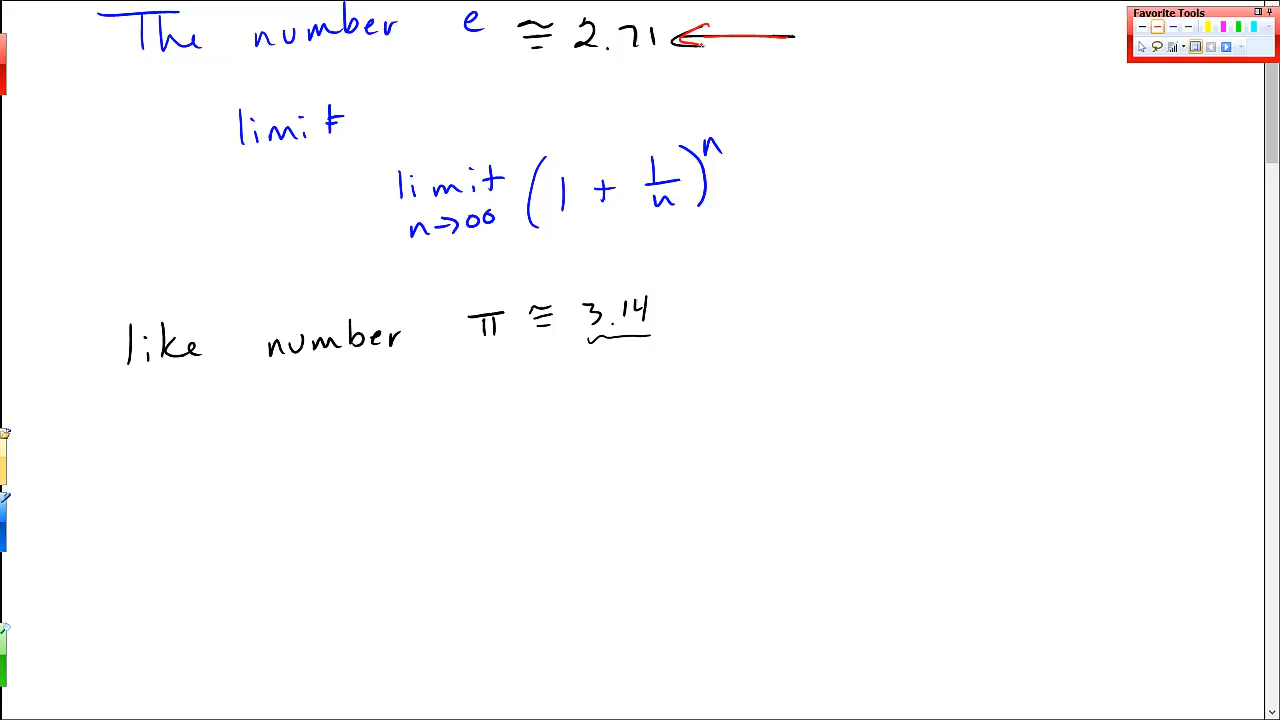 Favorite Tools
The number e ≅ 2.71
limit
limit (1 + 1/n)^n
n→∞
like number π ≅ 3.14